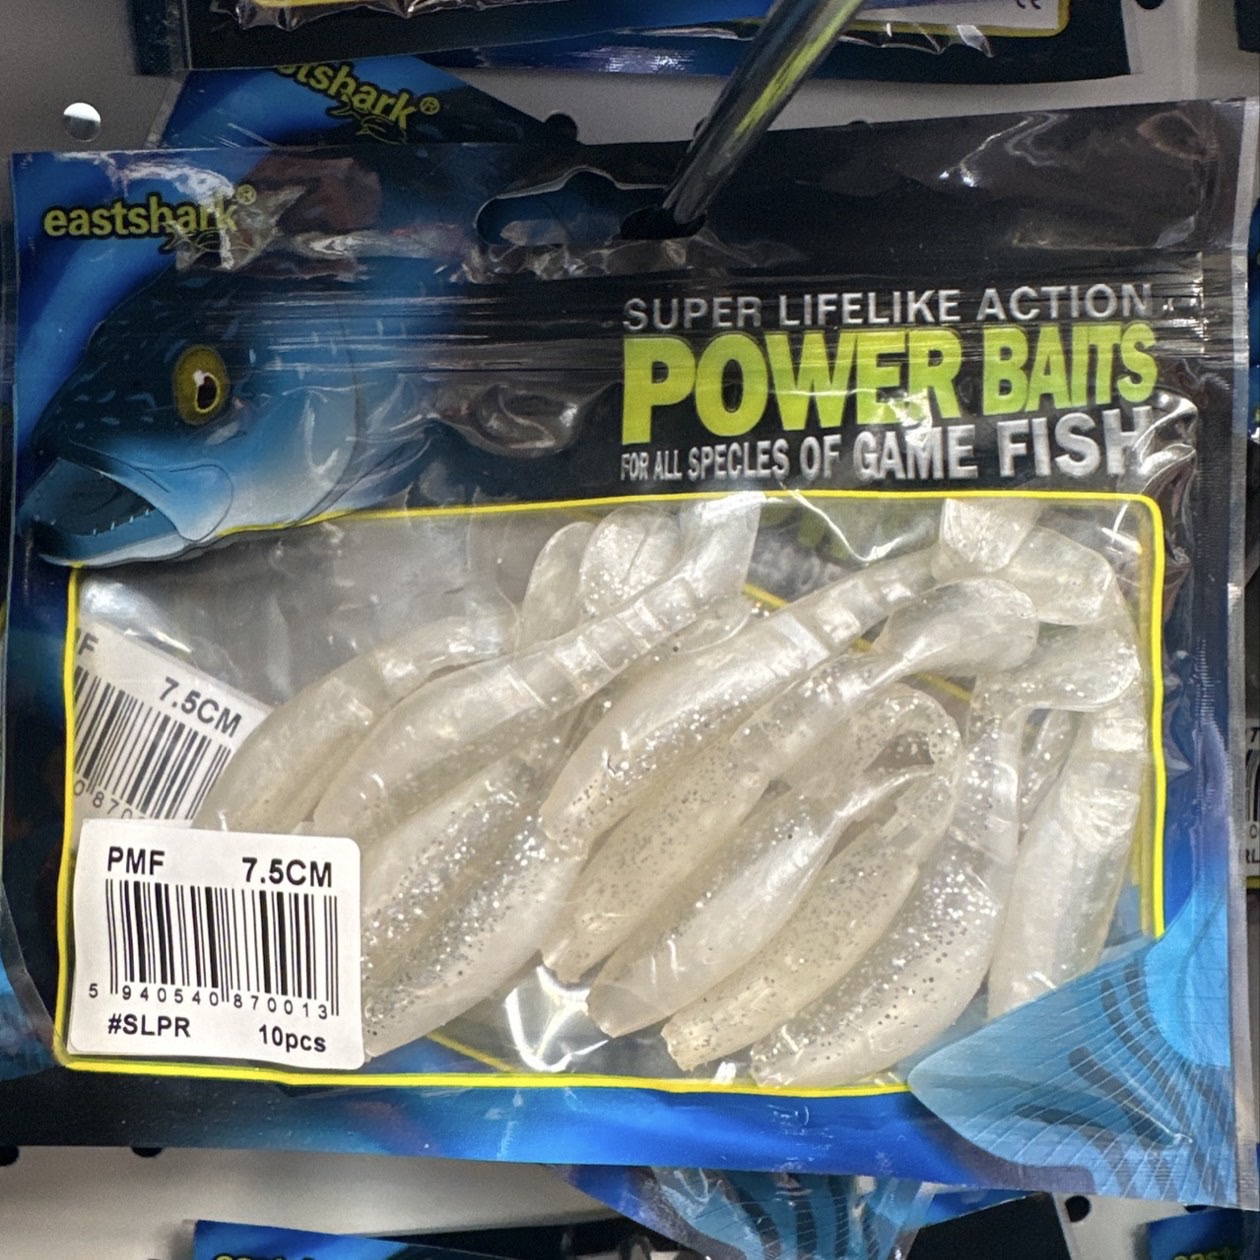 eastshark®
eastshark®
SUPER LIFELIKE ACTION
POWER BAITS
FOR ALL SPECLES OF GAME FISH
7.5CM
PMF 7.5CM
5 940540 870013
#SLPR 10pcs